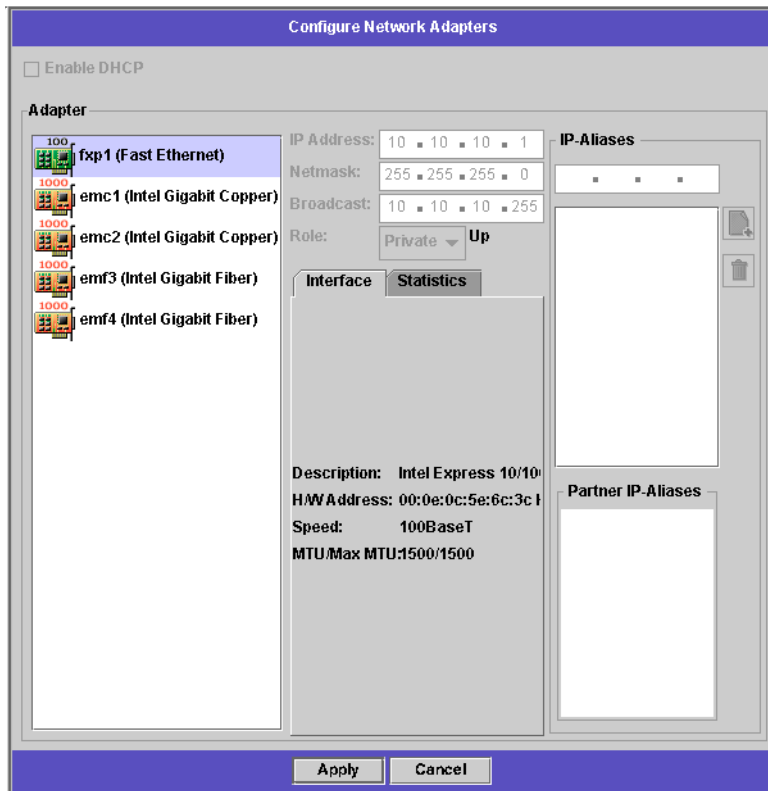 Configure Network Adapters
Enable DHCP
Adapter
100
fxp1 (Fast Ethernet)
1000
emc1 (Intel Gigabit Copper)
1000
emc2 (Intel Gigabit Copper)
1000
emf3 (Intel Gigabit Fiber)
1000
emf4 (Intel Gigabit Fiber)
IP Address: 10 . 10 . 10 . 1
Netmask: 255 . 255 . 255 . 0
Broadcast: 10 . 10 . 10 . 255
Role: Private Up
Interface Statistics
Description: Intel Express 10/10
H/W Address: 00:0e:0c:5e:6c:3c
Speed: 100BaseT
MTU/Max MTU:1500/1500
IP-Aliases
. . .
Partner IP-Aliases
Apply Cancel